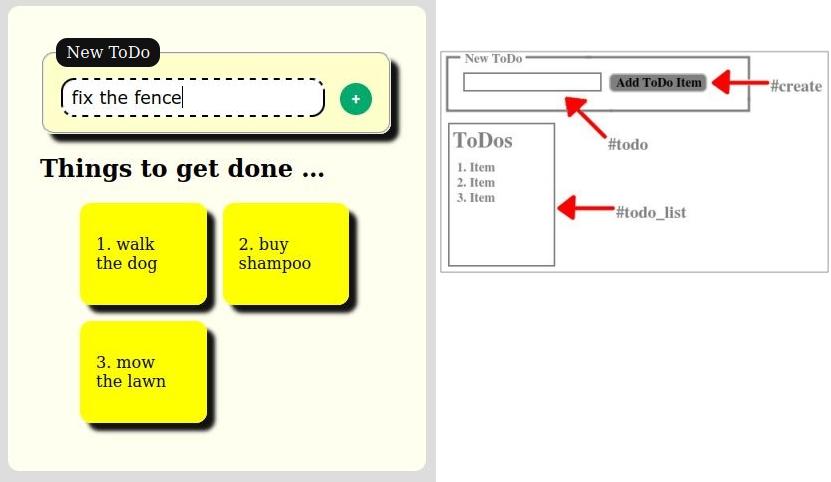 New ToDo
fix the fence
+
Things to get done ...
1. walk
the dog
2. buy
shampoo
3. mow
the lawn
New ToDo
Add ToDo Item
#create
#todo
ToDos
1. Item
2. Item
3. Item
#todo_list